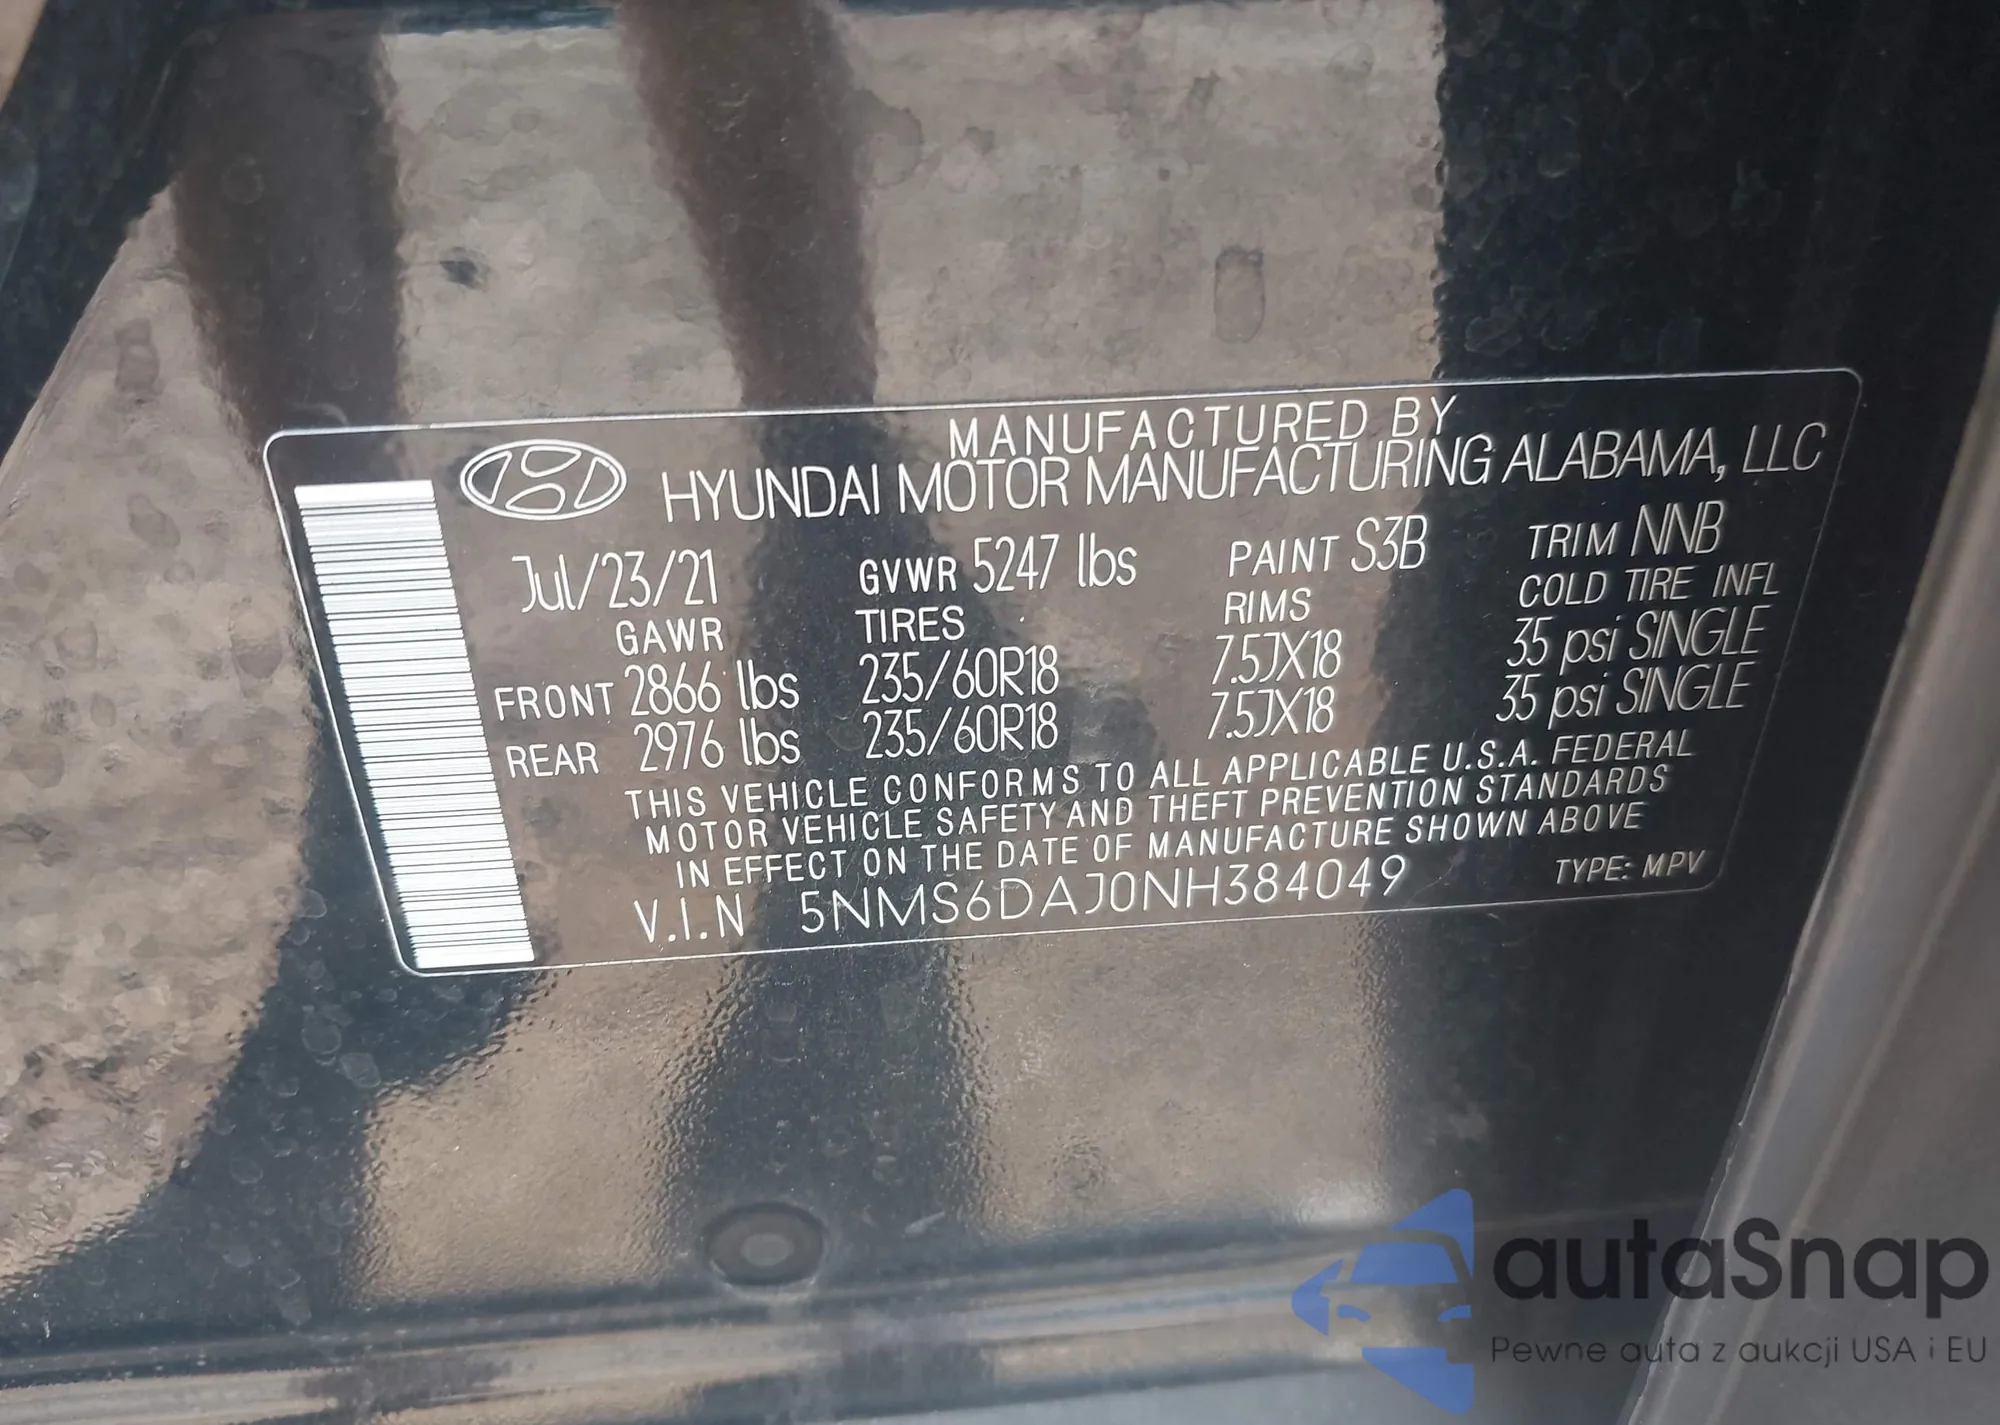 MANUFACTURED BY
HYUNDAI MOTOR MANUFACTURING ALABAMA, LLC
Jul/23/21 GVWR 5247 lbs PAINT S3B TRIM NNB
GAWR TIRES RIMS COLD TIRE INFL
FRONT 2866 lbs 235/60R18 7.5JX18 35 psi SINGLE
REAR 2976 lbs 235/60R18 7.5JX18 35 psi SINGLE
THIS VEHICLE CONFORMS TO ALL APPLICABLE U.S.A. FEDERAL
MOTOR VEHICLE SAFETY AND THEFT PREVENTION STANDARDS
IN EFFECT ON THE DATE OF MANUFACTURE SHOWN ABOVE
V.I.N 5NMS6DAJ0NH384049 TYPE: MPV
autaSnap
Pewne auta z aukcji USA i EU